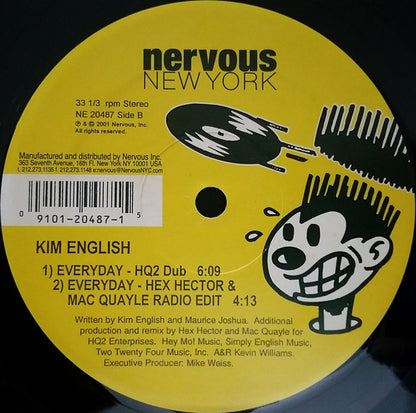 nervous
NEW YORK
33 1/3 rpm Stereo
NE 20487 Side B
℗ & © 2001 Nervous, Inc.
All rights reserved.
Manufactured and distributed by Nervous Inc.
363 Seventh Avenue, 16th Fl. New York NY 10001 USA
t. 212.273.1135 f. 212.273.1148 e:nervous@NervousNYC.com
0 9101-20487-1 5
KIM ENGLISH
1) EVERYDAY - HQ2 Dub 6:09
2) EVERYDAY - HEX HECTOR &
MAC QUAYLE RADIO EDIT 4:13
Written by Kim English and Maurice Joshua. Additional
production and remix by Hex Hector and Mac Quayle for
HQ2 Enterprises. Hey Mo! Music, Simply English Music,
Two Twenty Four Music, Inc. A&R Kevin Williams.
Executive Producer: Mike Weiss.